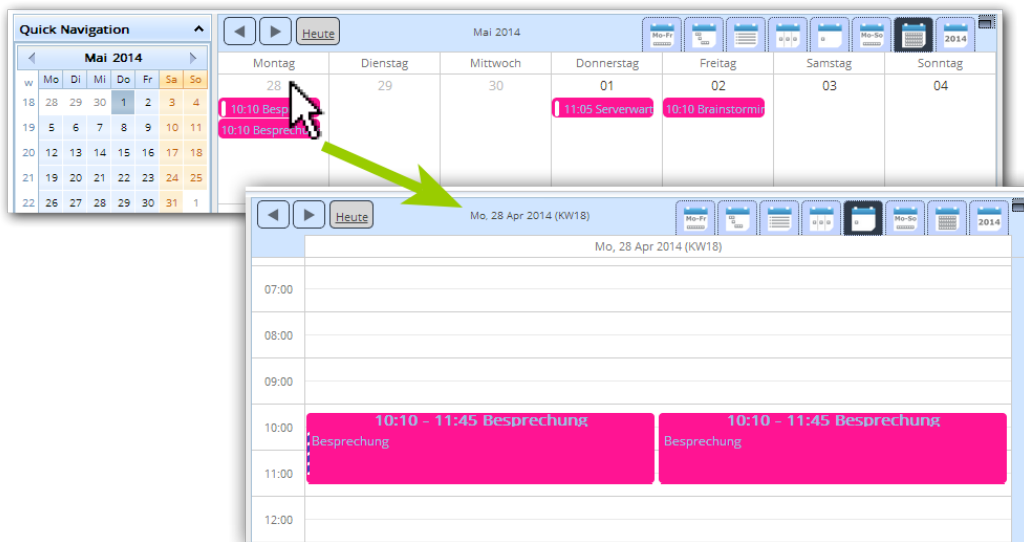 Quick Navigation
Mai 2014
w Mo Di Mi Do Fr Sa So
18 28 29 30 1 2 3 4
19 5 6 7 8 9 10 11
20 12 13 14 15 16 17 18
21 19 20 21 22 23 24 25
22 26 27 28 29 30 31 1
Heute Mai 2014 Mo-Fr Mo-So 2014
Montag Dienstag Mittwoch Donnerstag Freitag Samstag Sonntag
28 29 30 01 02 03 04
10:10 Besp 11:05 Serverwart 10:10 Brainstormin
10:10 Besprechu
Heute Mo, 28 Apr 2014 (KW18) Mo-Fr Mo-So 2014
Mo, 28 Apr 2014 (KW18)
07:00
08:00
09:00
10:00
11:00
12:00
10:10 - 11:45 Besprechung
Besprechung
10:10 - 11:45 Besprechung
Besprechung